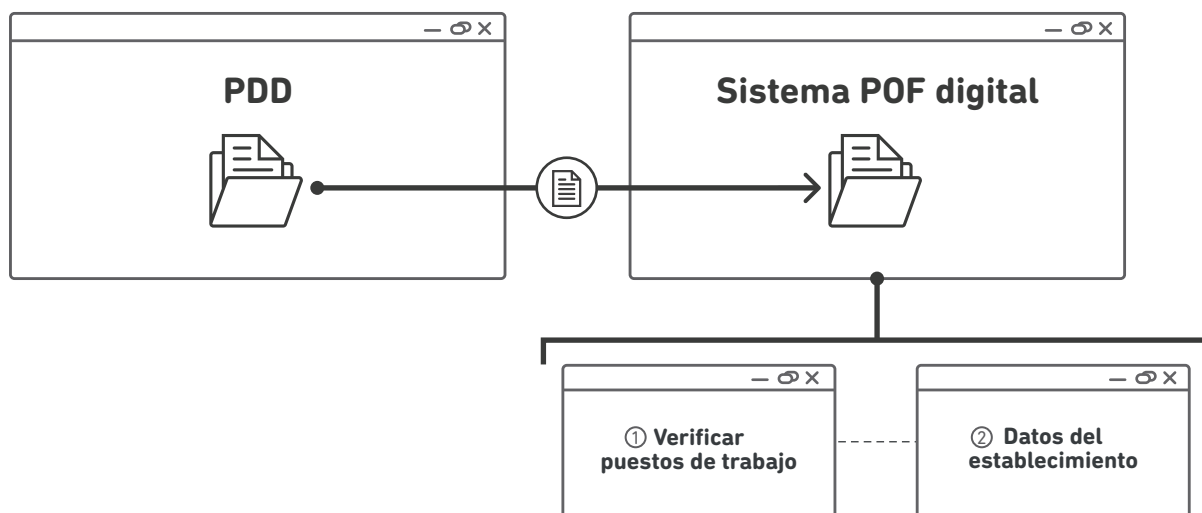 PDD
Sistema POF digital
① Verificar
puestos de trabajo
② Datos del
establecimiento